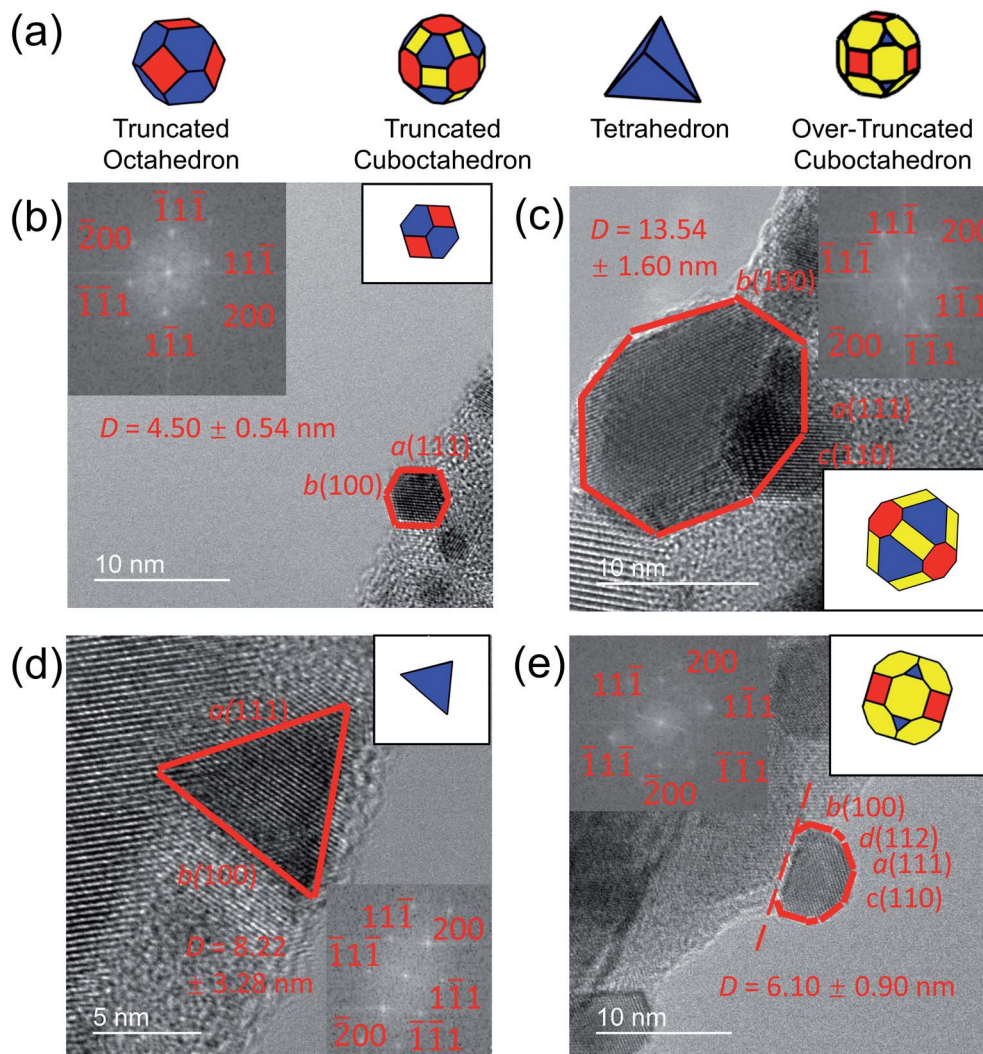 (a)
Truncated
Octahedron
Truncated
Cuboctahedron
Tetrahedron
Over-Truncated
Cuboctahedron
(b)
1̅11̅
2̅00
111̅
1̅1̅1
200
11̅1
D = 4.50 ± 0.54 nm
a(111)
b(100)
10 nm
(c)
D = 13.54
± 1.60 nm
b(100)
111̅
200
1̅11̅
11̅1
2̅00
1̅1̅1
a(111)
c(110)
10 nm
(d)
a(111)
b(100)
D = 8.22
± 3.28 nm
5 nm
111̅
200
1̅11̅
11̅1
2̅00
1̅1̅1
(e)
200
111̅
11̅1
1̅11̅
1̅1̅1
2̅00
b(100)
d(112)
a(111)
c(110)
D = 6.10 ± 0.90 nm
10 nm